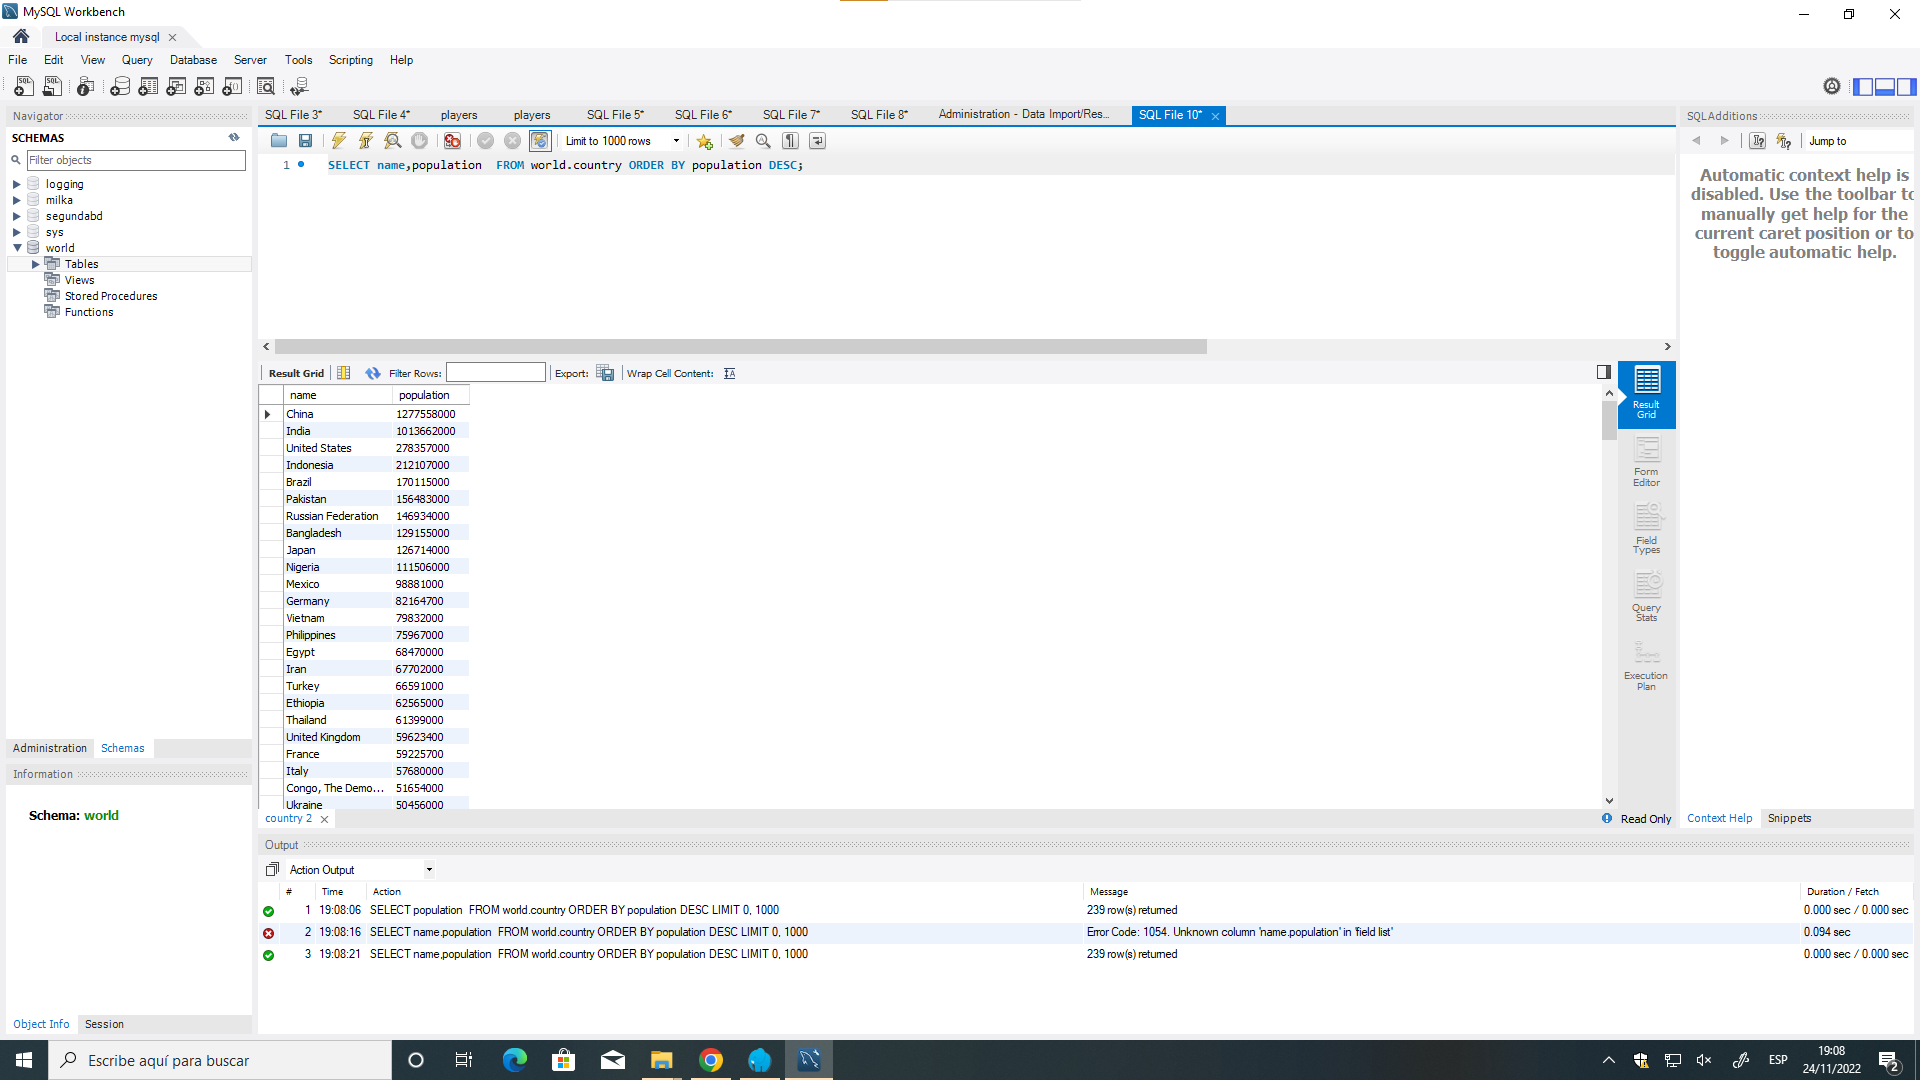 MySQL Workbench
Local instance mysql
File Edit View Query Database Server Tools Scripting Help
Navigator
SCHEMAS
Filter objects
logging
milka
segundabd
sys
world
Tables
Views
Stored Procedures
Functions
Administration Schemas
Information
Schema: world
Object Info Session
SQL File 3* SQL File 4* players players SQL File 5* SQL File 6* SQL File 7* SQL File 8* Administration - Data Import/Res... SQL File 10*
Limit to 1000 rows
1 SELECT name,population  FROM world.country ORDER BY population DESC;
Result Grid Filter Rows: Export: Wrap Cell Content:
name population
China 1277558000
India 1013662000
United States 278357000
Indonesia 212107000
Brazil 170115000
Pakistan 156483000
Russian Federation 146934000
Bangladesh 129155000
Japan 126714000
Nigeria 111506000
Mexico 98881000
Germany 82164700
Vietnam 79832000
Philippines 75967000
Egypt 68470000
Iran 67702000
Turkey 66591000
Ethiopia 62565000
Thailand 61399000
United Kingdom 59623400
France 59225700
Italy 57680000
Congo, The Demo... 51654000
Ukraine 50456000
Result
Grid
Form
Editor
Field
Types
Query
Stats
Execution
Plan
country 2
Read Only
SQLAdditions
Jump to
Automatic context help is
disabled. Use the toolbar to
manually get help for the
current caret position or to
toggle automatic help.
Context Help Snippets
Output
Action Output
# Time Action Message Duration / Fetch
1 19:08:06 SELECT population  FROM world.country ORDER BY population DESC LIMIT 0, 1000 239 row(s) returned 0.000 sec / 0.000 sec
2 19:08:16 SELECT name.population  FROM world.country ORDER BY population DESC LIMIT 0, 1000 Error Code: 1054. Unknown column 'name.population' in 'field list' 0.094 sec
3 19:08:21 SELECT name,population  FROM world.country ORDER BY population DESC LIMIT 0, 1000 239 row(s) returned 0.000 sec / 0.000 sec
Escribe aquí para buscar
ESP
19:08
24/11/2022
2